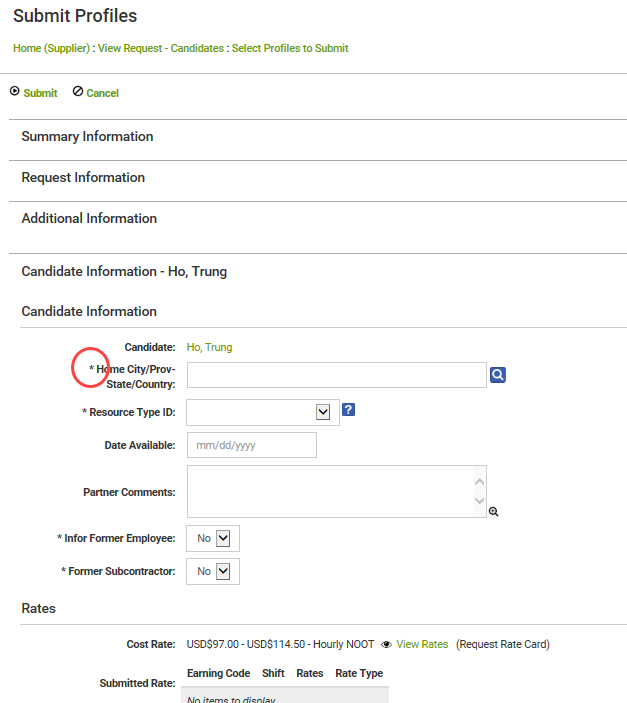 Submit Profiles
Home (Supplier) : View Request - Candidates : Select Profiles to Submit
Submit Cancel
Summary Information
Request Information
Additional Information
Candidate Information - Ho, Trung
Candidate Information
Candidate: Ho, Trung
* Home City/Prov-
State/Country:
* Resource Type ID: ?
Date Available: mm/dd/yyyy
Partner Comments:
* Infor Former Employee: No
* Former Subcontractor: No
Rates
Cost Rate: USD$97.00 - USD$114.50 - Hourly NOOT View Rates (Request Rate Card)
Earning Code Shift Rates Rate Type
Submitted Rate:
No items to display